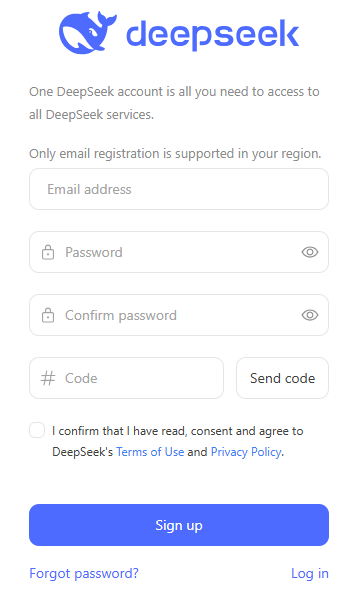 deepseek
One DeepSeek account is all you need to access to
all DeepSeek services.
Only email registration is supported in your region.
Email address
Password
Confirm password
# Code
Send code
I confirm that I have read, consent and agree to
DeepSeek's Terms of Use and Privacy Policy.
Sign up
Forgot password?
Log in